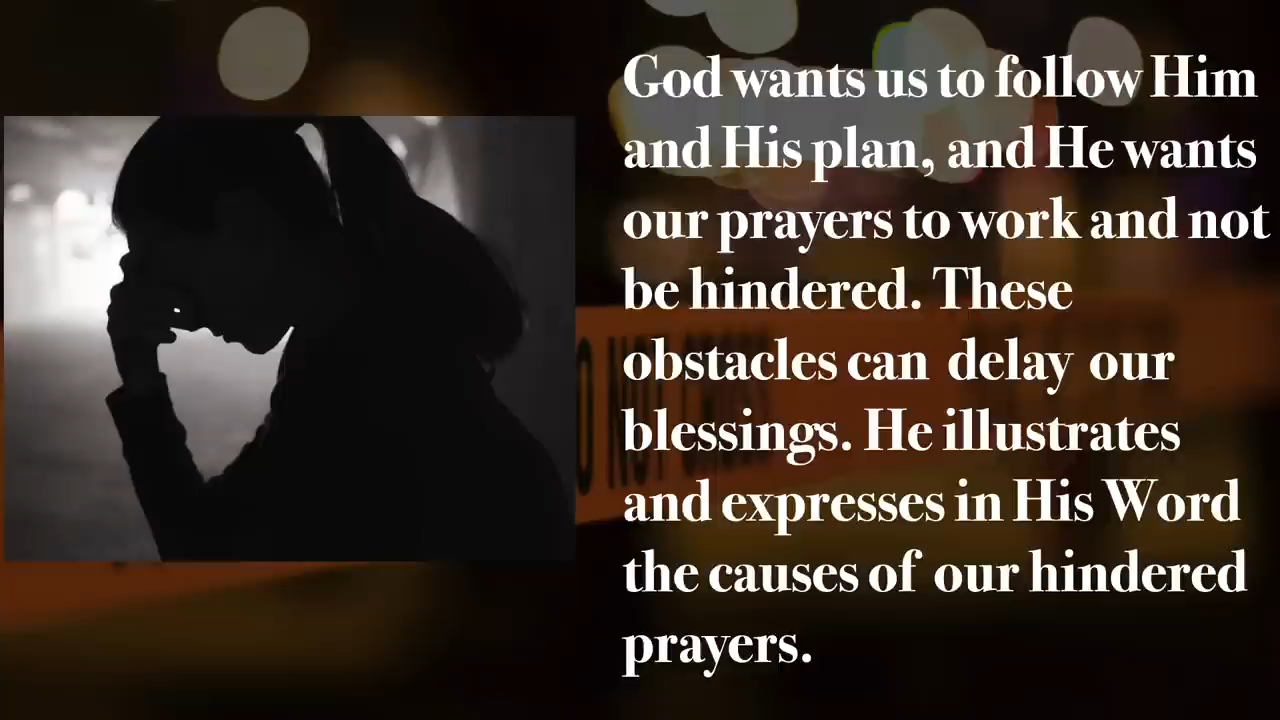 God wants us to follow Him
and His plan, and He wants
our prayers to work and not
be hindered. These
obstacles can delay our
blessings. He illustrates
and expresses in His Word
the causes of our hindered
prayers.
NOT CROSS